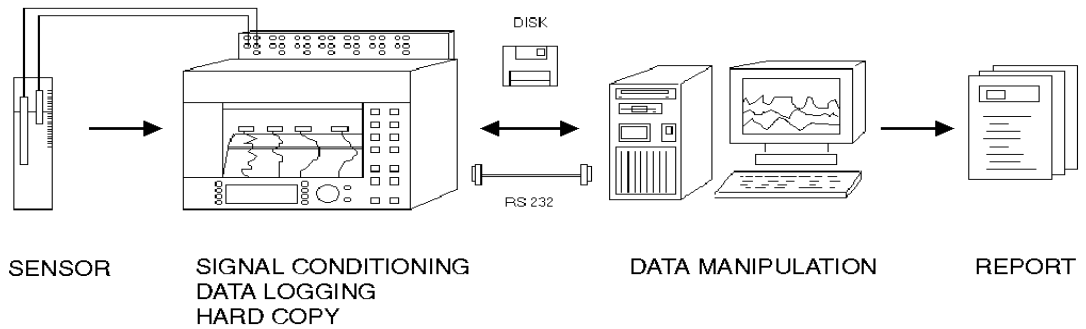 DISK
RS 232
SENSOR
SIGNAL CONDITIONING
DATA LOGGING
HARD COPY
DATA MANIPULATION
REPORT